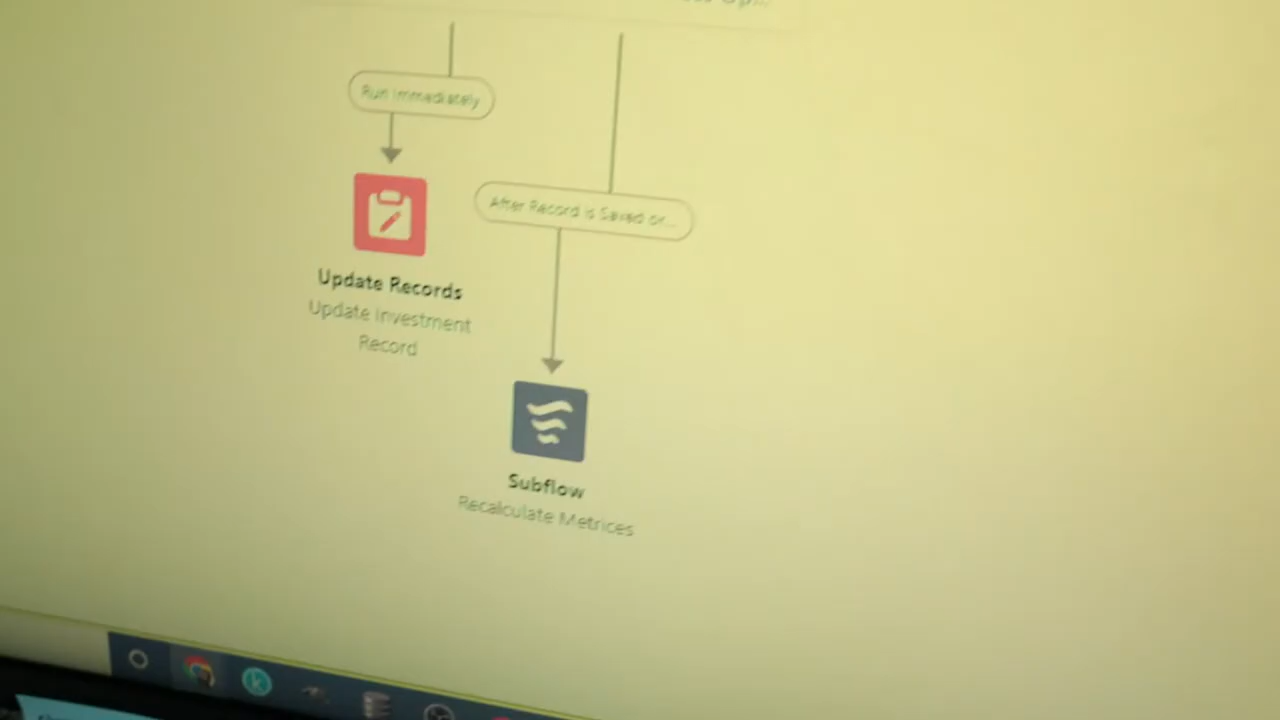 Run Immediately
After Record is Saved or...
Update Records
Update Investment
Record
Subflow
Recalculate Metrices